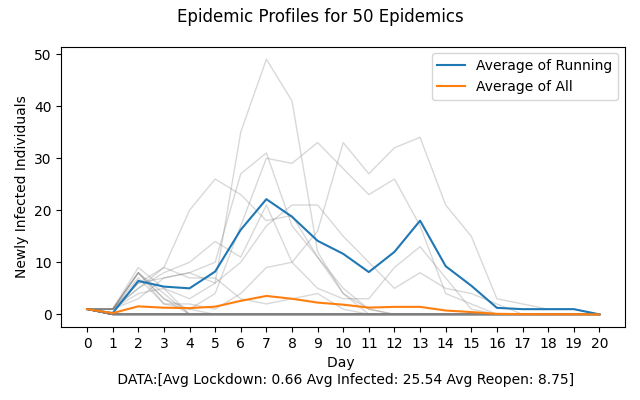 Epidemic Profiles for 50 Epidemics
Average of Running
Average of All
Newly Infected Individuals
50
40
30
20
10
0
0 1 2 3 4 5 6 7 8 9 10 11 12 13 14 15 16 17 18 19 20
Day
DATA:[Avg Lockdown: 0.66 Avg Infected: 25.54 Avg Reopen: 8.75]